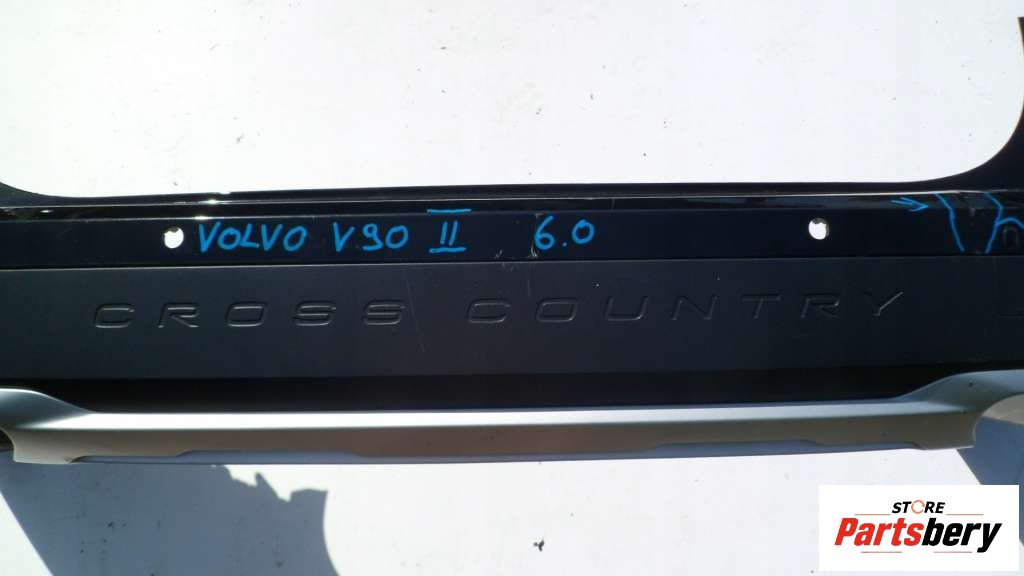 VOLVO V90 II 6.0
CROSS COUNTRY
STORE
Partsbery